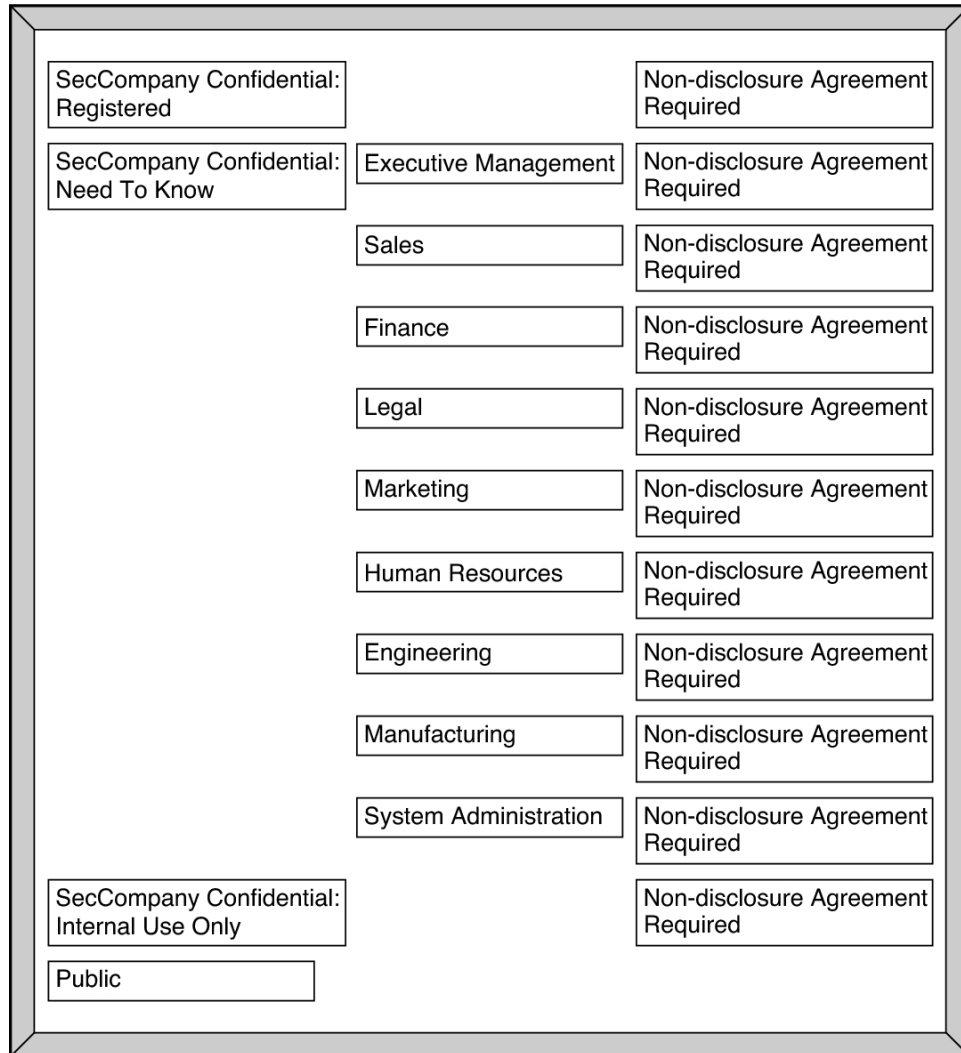 SecCompany Confidential:
Registered
Non-disclosure Agreement
Required
SecCompany Confidential:
Need To Know
Executive Management
Non-disclosure Agreement
Required
Sales
Non-disclosure Agreement
Required
Finance
Non-disclosure Agreement
Required
Legal
Non-disclosure Agreement
Required
Marketing
Non-disclosure Agreement
Required
Human Resources
Non-disclosure Agreement
Required
Engineering
Non-disclosure Agreement
Required
Manufacturing
Non-disclosure Agreement
Required
System Administration
Non-disclosure Agreement
Required
SecCompany Confidential:
Internal Use Only
Non-disclosure Agreement
Required
Public